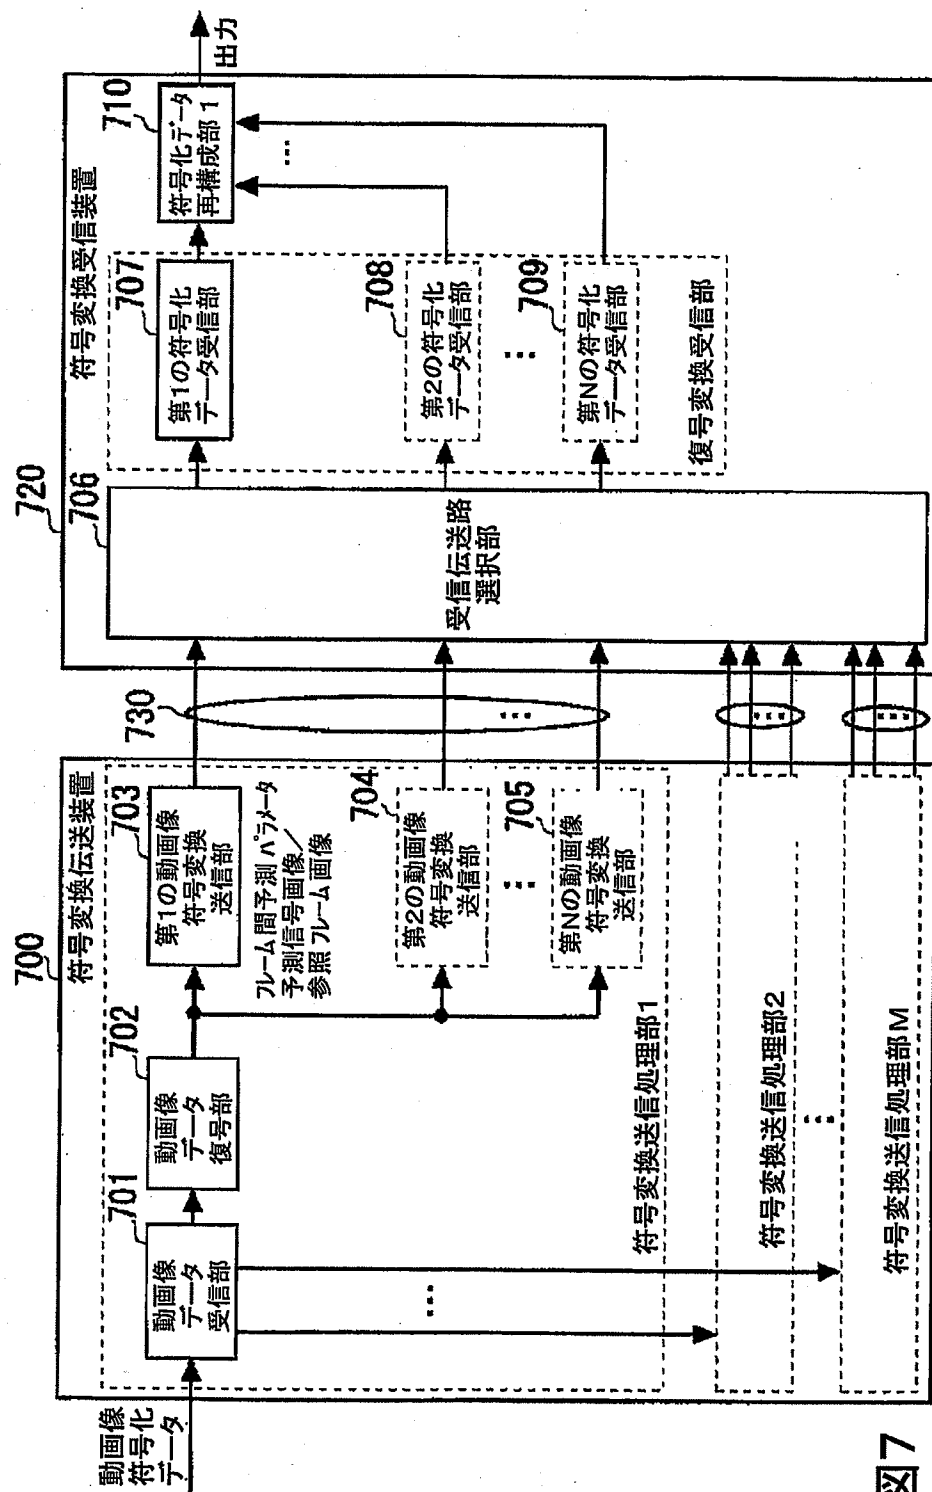 動画像
符号化
データ
700
符号変換伝送装置
701
動画像
データ
受信部
702
動画像
データ
復号部
703
第1の動画像
符号変換
送信部
フレーム間予測パラメータ
予測信号画像／
参照フレーム画像
704
第2の動画像
符号変換
送信部
705
第Nの動画像
符号変換
送信部
符号変換送信処理部1
符号変換送信処理部2
符号変換送信処理部M
730
720
符号変換受信装置
706
受信伝送路
選択部
707
第1の符号化
データ受信部
708
第2の符号化
データ受信部
709
第Nの符号化
データ受信部
復号変換受信部
710
符号化データ
再構成部1
出力
図7